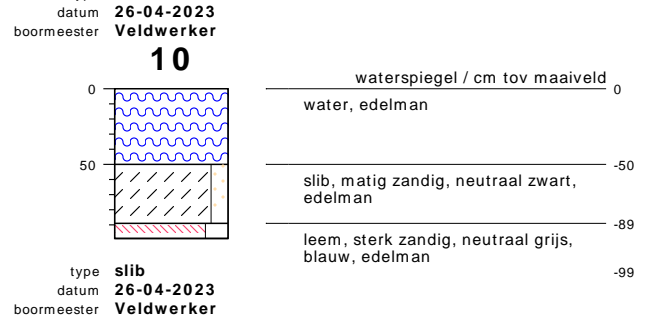 datum 26-04-2023
boormeester Veldwerker
10
waterspiegel / cm tov maaiveld
0 0
water, edelman
50 -50
slib, matig zandig, neutraal zwart,
edelman
-89
leem, sterk zandig, neutraal grijs,
blauw, edelman
-99
type slib
datum 26-04-2023
boormeester Veldwerker